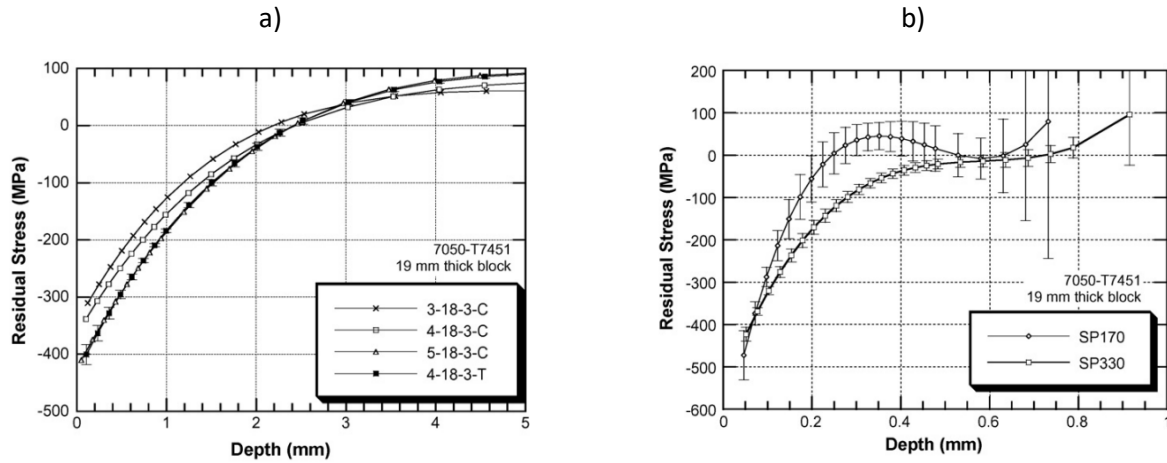 a)
b)
100
0
-100
-200
-300
-400
-500
Residual Stress (MPa)
0 1 2 3 4 5
Depth (mm)
7050-T7451
19 mm thick block
3-18-3-C
4-18-3-C
5-18-3-C
4-18-3-T
200
100
0
-100
-200
-300
-400
-500
-600
Residual Stress (MPa)
0 0.2 0.4 0.6 0.8 1
Depth (mm)
7050-T7451
19 mm thick block
SP170
SP330